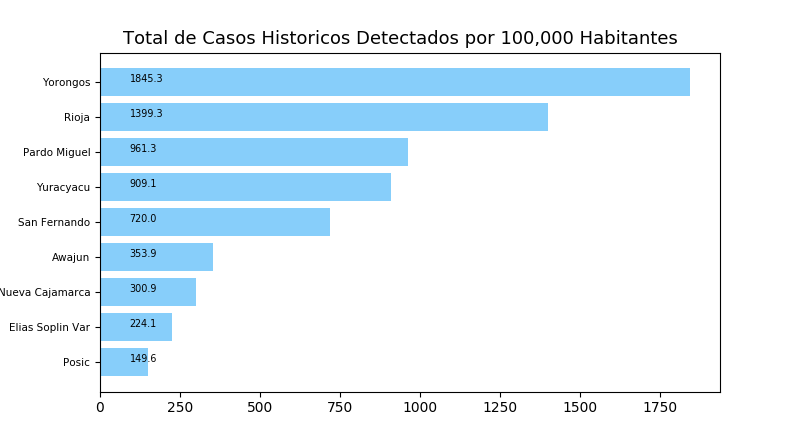 Total de Casos Historicos Detectados por 100,000 Habitantes
Yorongos 1845.3
Rioja 1399.3
Pardo Miguel 961.3
Yuracyacu 909.1
San Fernando 720.0
Awajun 353.9
Nueva Cajamarca 300.9
Elias Soplin Var 224.1
Posic 149.6
0 250 500 750 1000 1250 1500 1750